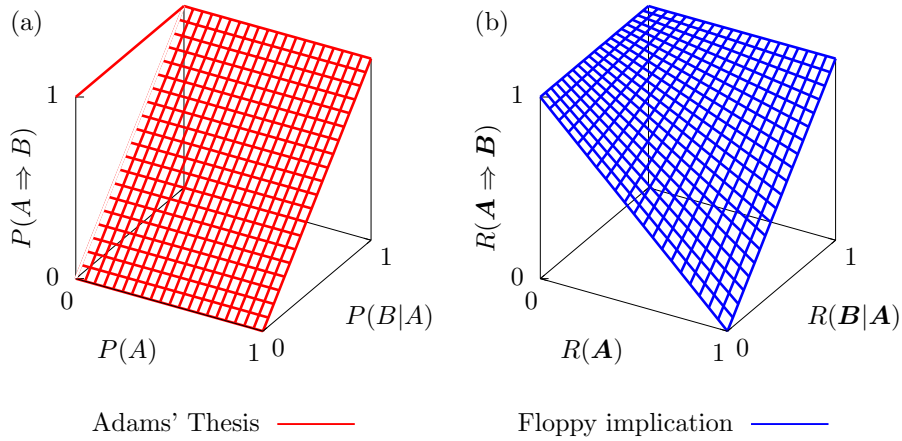 (a)
P(A ⇒ B)
1
0
0
P(A)
1
0
P(B|A)
1
Adams' Thesis
(b)
R(A ⇒ B)
1
0
0
R(A)
1
0
R(B|A)
1
Floppy implication